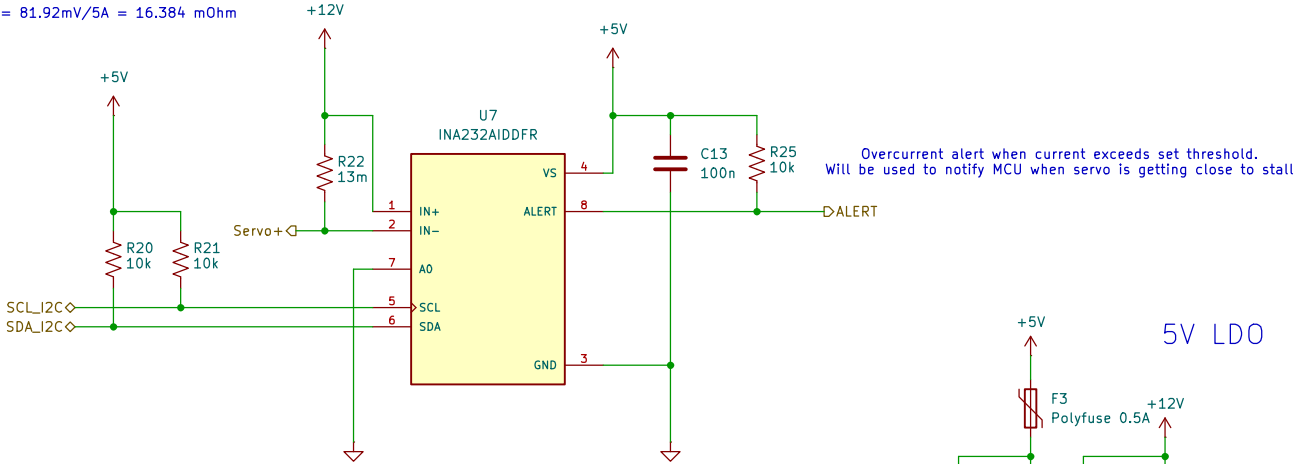 = 81.92mV/5A = 16.384 mOhm
+12V
+5V
+5V
U7
INA232AIDDFR
R22
13m
C13
100n
R25
10k
Overcurrent alert when current exceeds set threshold.
Will be used to notify MCU when servo is getting close to stall
VS
4
1
IN+
ALERT
8
ALERT
Servo+
2
IN-
R20
10k
R21
10k
7
A0
SCL_I2C
5
SCL
SDA_I2C
6
SDA
GND
3
+5V
5V LDO
F3
Polyfuse 0.5A
+12V